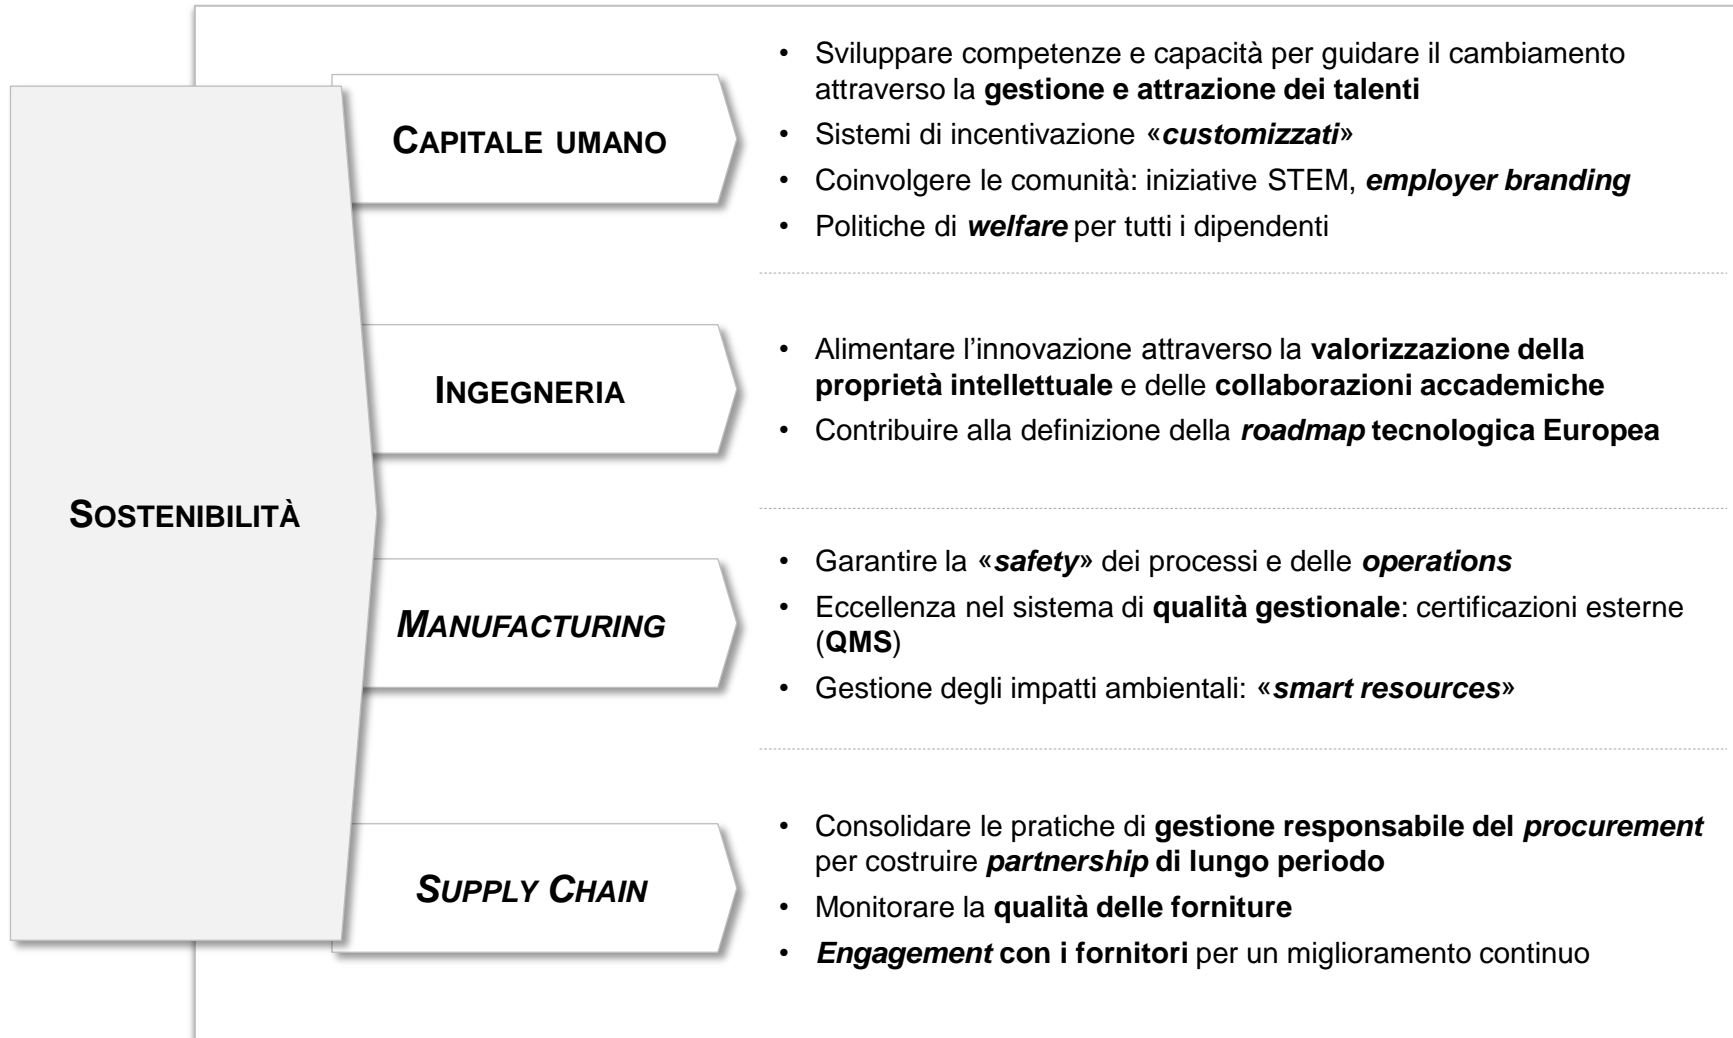 SOSTENIBILITÀ
CAPITALE UMANO
• Sviluppare competenze e capacità per guidare il cambiamento
attraverso la gestione e attrazione dei talenti
• Sistemi di incentivazione «customizzati»
• Coinvolgere le comunità: iniziative STEM, employer branding
• Politiche di welfare per tutti i dipendenti
INGEGNERIA
• Alimentare l’innovazione attraverso la valorizzazione della
proprietà intellettuale e delle collaborazioni accademiche
• Contribuire alla definizione della roadmap tecnologica Europea
MANUFACTURING
• Garantire la «safety» dei processi e delle operations
• Eccellenza nel sistema di qualità gestionale: certificazioni esterne
(QMS)
• Gestione degli impatti ambientali: «smart resources»
SUPPLY CHAIN
• Consolidare le pratiche di gestione responsabile del procurement
per costruire partnership di lungo periodo
• Monitorare la qualità delle forniture
• Engagement con i fornitori per un miglioramento continuo